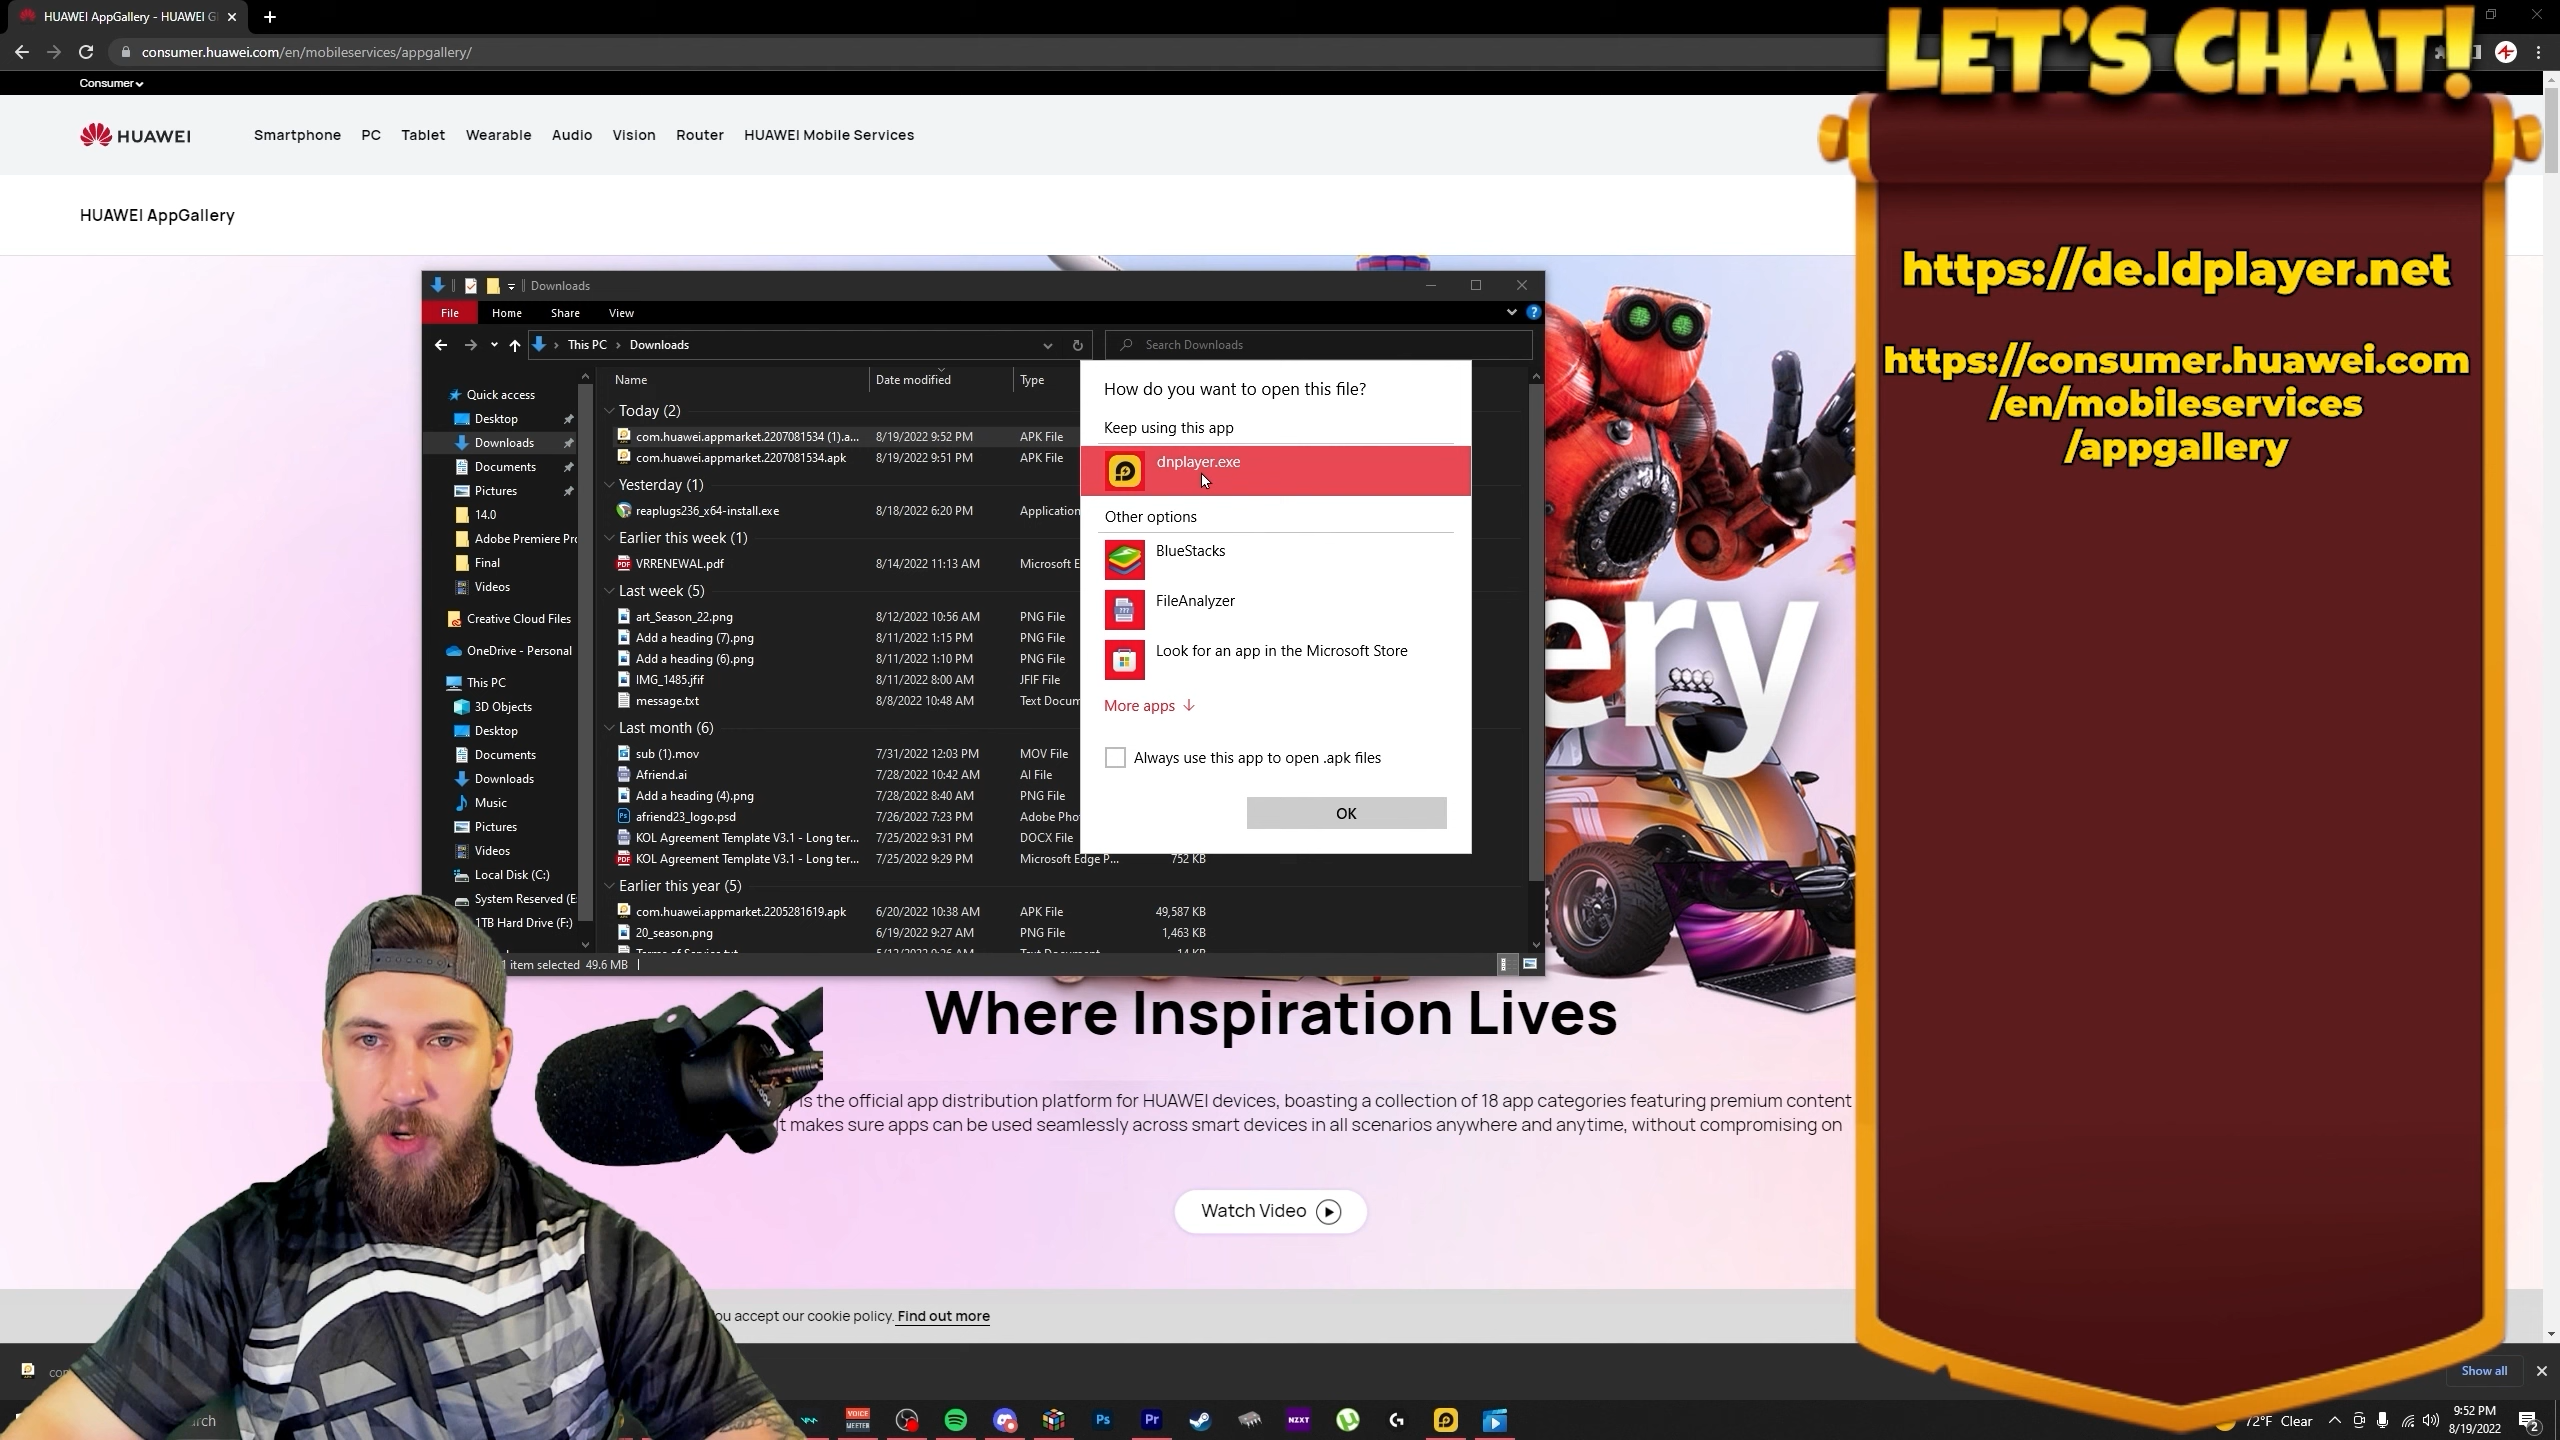 HUAWEI AppGallery - HUAWEI G
consumer.huawei.com/en/mobileservices/appgallery/
LET'S CHAT!
Consumer
HUAWEI
Smartphone PC Tablet Wearable Audio Vision Router HUAWEI Mobile Services
HUAWEI AppGallery
https://de.ldplayer.net
https://consumer.huawei.com
/en/mobileservices
/appgallery
Downloads
File Home Share View
This PC > Downloads
Search Downloads
Quick access
Desktop
Downloads
Documents
Pictures
14.0
Adobe Premiere Pr
Final
Videos
Creative Cloud Files
OneDrive - Personal
This PC
3D Objects
Desktop
Documents
Downloads
Music
Pictures
Videos
Local Disk (C:)
System Reserved (E:
1TB Hard Drive (F:)
Name Date modified Type
Today (2)
com.huawei.appmarket.2207081534 (1).a... 8/19/2022 9:52 PM APK File
com.huawei.appmarket.2207081534.apk 8/19/2022 9:51 PM APK File
Yesterday (1)
reaplugs236_x64-install.exe 8/18/2022 6:20 PM Application
Earlier this week (1)
VRRENEWAL.pdf 8/14/2022 11:13 AM Microsoft E
Last week (5)
art_Season_22.png 8/12/2022 10:56 AM PNG File
Add a heading (7).png 8/11/2022 1:15 PM PNG File
Add a heading (6).png 8/11/2022 1:10 PM PNG File
IMG_1485.jfif 8/11/2022 8:00 AM JFIF File
message.txt 8/8/2022 10:48 AM Text Docum
Last month (6)
sub (1).mov 7/31/2022 12:03 PM MOV File
Afriend.ai 7/28/2022 10:42 AM AI File
Add a heading (4).png 7/28/2022 8:40 AM PNG File
afriend23_logo.psd 7/26/2022 7:23 PM Adobe Pho
KOL Agreement Template V3.1 - Long ter... 7/25/2022 9:31 PM DOCX File
KOL Agreement Template V3.1 - Long ter... 7/25/2022 9:29 PM Microsoft Edge P... 752 KB
Earlier this year (5)
com.huawei.appmarket.2205281619.apk 6/20/2022 10:38 AM APK File 49,587 KB
20_season.png 6/19/2022 9:27 AM PNG File 1,463 KB
1 item selected 49.6 MB
How do you want to open this file?
Keep using this app
dnplayer.exe
Other options
BlueStacks
FileAnalyzer
Look for an app in the Microsoft Store
More apps
Always use this app to open .apk files
OK
ery
Where Inspiration Lives
y is the official app distribution platform for HUAWEI devices, boasting a collection of 18 app categories featuring premium content
It makes sure apps can be used seamlessly across smart devices in all scenarios anywhere and anytime, without compromising on
Watch Video
ou accept our cookie policy. Find out more
com
Show all
rch
VOICE
MEETER
Ps
Pr
NZXT
72°F Clear
9:52 PM
8/19/2022
2